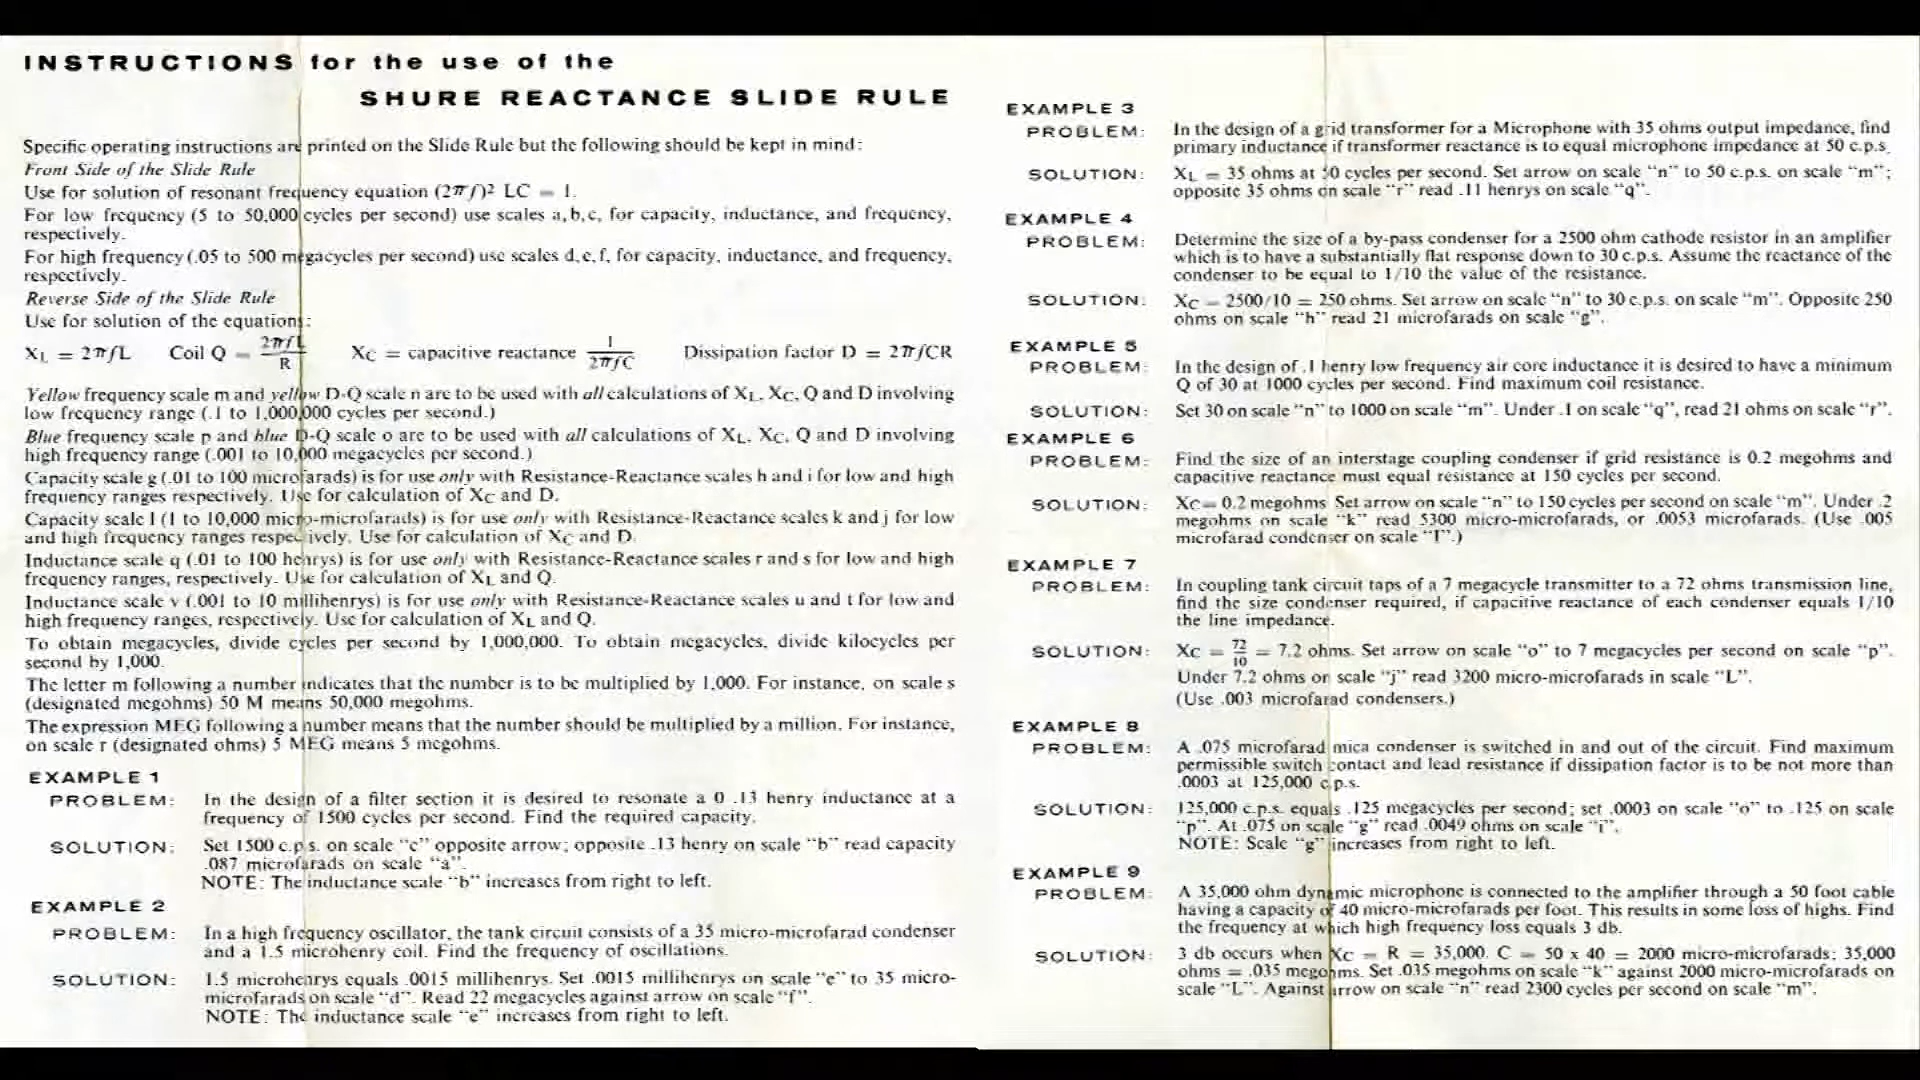 INSTRUCTIONS for the use of the
SHURE REACTANCE SLIDE RULE
Specific operating instructions are printed on the Slide Rule but the following should be kept in mind:
Front Side of the Slide Rule
Use for solution of resonant frequency equation (2πf)² LC = 1.
For low frequency (5 to 50,000 cycles per second) use scales a, b, c, for capacity, inductance, and frequency,
respectively.
For high frequency (.05 to 500 megacycles per second) use scales d, e, f, for capacity, inductance, and frequency,
respectively.
Reverse Side of the Slide Rule
Use for solution of the equations:
XL = 2πfL Coil Q = 2πfL/R XC = capacitive reactance 1/2πfC Dissipation factor D = 2πfCR
Yellow frequency scale m and yellow D-Q scale n are to be used with all calculations of XL, XC, Q and D involving
low frequency range (.1 to 1,000,000 cycles per second.)
Blue frequency scale p and blue D-Q scale o are to be used with all calculations of XL, XC, Q and D involving
high frequency range (.001 to 10,000 megacycles per second.)
Capacity scale g (.01 to 100 microfarads) is for use only with Resistance-Reactance scales h and i for low and high
frequency ranges respectively. Use for calculation of XC and D.
Capacity scale l (1 to 10,000 micro-microfarads) is for use only with Resistance-Reactance scales k and j for low
and high frequency ranges respectively. Use for calculation of XC and D.
Inductance scale q (.01 to 100 henrys) is for use only with Resistance-Reactance scales r and s for low and high
frequency ranges, respectively. Use for calculation of XL and Q.
Inductance scale v (.001 to 10 millihenrys) is for use only with Resistance-Reactance scales u and t for low and
high frequency ranges, respectively. Use for calculation of XL and Q.
To obtain megacycles, divide cycles per second by 1,000,000. To obtain megacycles, divide kilocycles per
second by 1,000.
The letter m following a number indicates that the number is to be multiplied by 1,000. For instance, on scale s
(designated megohms) 50 M means 50,000 megohms.
The expression MEG following a number means that the number should be multiplied by a million. For instance,
on scale r (designated ohms) 5 MEG means 5 megohms.
EXAMPLE 1
PROBLEM: In the design of a filter section it is desired to resonate a 0 .13 henry inductance at a
frequency of 1500 cycles per second. Find the required capacity.
SOLUTION: Set 1500 c.p.s. on scale "c" opposite arrow; opposite .13 henry on scale "b" read capacity
.087 microfarads on scale "a".
NOTE: The inductance scale "b" increases from right to left.
EXAMPLE 2
PROBLEM: In a high frequency oscillator, the tank circuit consists of a 35 micro-microfarad condenser
and a 1.5 microhenry coil. Find the frequency of oscillations.
SOLUTION: 1.5 microhenrys equals .0015 millihenrys. Set .0015 millihenrys on scale "e" to 35 micro-
microfarads on scale "d". Read 22 megacycles against arrow on scale "f".
NOTE: The inductance scale "e" increases from right to left.
EXAMPLE 3
PROBLEM: In the design of a grid transformer for a Microphone with 35 ohms output impedance, find
primary inductance if transformer reactance is to equal microphone impedance at 50 c.p.s.
SOLUTION: XL = 35 ohms at 50 cycles per second. Set arrow on scale "n" to 50 c.p.s. on scale "m";
opposite 35 ohms on scale "r" read .11 henrys on scale "q".
EXAMPLE 4
PROBLEM: Determine the size of a by-pass condenser for a 2500 ohm cathode resistor in an amplifier
which is to have a substantially flat response down to 30 c.p.s. Assume the reactance of the
condenser to be equal to 1/10 the value of the resistance.
SOLUTION: XC = 2500/10 = 250 ohms. Set arrow on scale "n" to 30 c.p.s. on scale "m". Opposite 250
ohms on scale "h" read 21 microfarads on scale "g".
EXAMPLE 5
PROBLEM: In the design of .1 henry low frequency air core inductance it is desired to have a minimum
Q of 30 at 1000 cycles per second. Find maximum coil resistance.
SOLUTION: Set 30 on scale "n" to 1000 on scale "m". Under .1 on scale "q", read 21 ohms on scale "r".
EXAMPLE 6
PROBLEM: Find the size of an interstage coupling condenser if grid resistance is 0.2 megohms and
capacitive reactance must equal resistance at 150 cycles per second.
SOLUTION: XC = 0.2 megohms Set arrow on scale "n" to 150 cycles per second on scale "m". Under .2
megohms on scale "k" read 5300 micro-microfarads, or .0053 microfarads. (Use .005
microfarad condenser on scale "l".)
EXAMPLE 7
PROBLEM: In coupling tank circuit taps of a 7 megacycle transmitter to a 72 ohms transmission line,
find the size condenser required, if capacitive reactance of each condenser equals 1/10
the line impedance.
SOLUTION: XC = 72/10 = 7.2 ohms. Set arrow on scale "o" to 7 megacycles per second on scale "p".
Under 7.2 ohms on scale "j" read 3200 micro-microfarads in scale "L".
(Use .003 microfarad condensers.)
EXAMPLE 8
PROBLEM: A .075 microfarad mica condenser is switched in and out of the circuit. Find maximum
permissible switch contact and lead resistance if dissipation factor is to be not more than
.0003 at 125,000 c.p.s.
SOLUTION: 125,000 c.p.s. equals .125 megacycles per second; set .0003 on scale "o" to .125 on scale
"p". At .075 on scale "g" read .0049 ohms on scale "i".
NOTE: Scale "g" increases from right to left.
EXAMPLE 9
PROBLEM: A 35,000 ohm dynamic microphone is connected to the amplifier through a 50 foot cable
having a capacity of 40 micro-microfarads per foot. This results in some loss of highs. Find
the frequency at which high frequency loss equals 3 db.
SOLUTION: 3 db occurs when XC = R = 35,000. C = 50 x 40 = 2000 micro-microfarads; 35,000
ohms = .035 megohms. Set .035 megohms on scale "k" against 2000 micro-microfarads on
scale "L". Against arrow on scale "n" read 2300 cycles per second on scale "m".